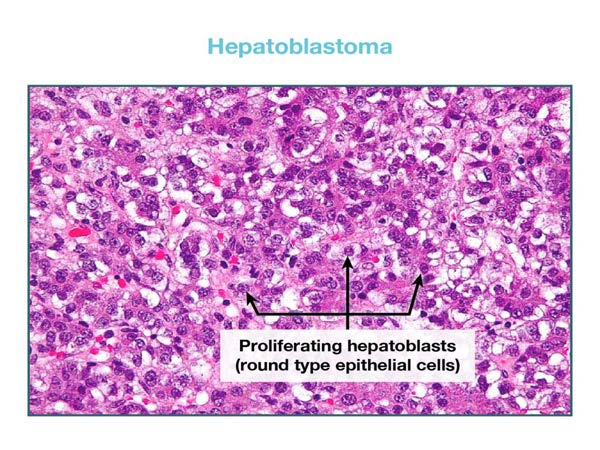 Hepatoblastoma
Proliferating hepatoblasts
(round type epithelial cells)